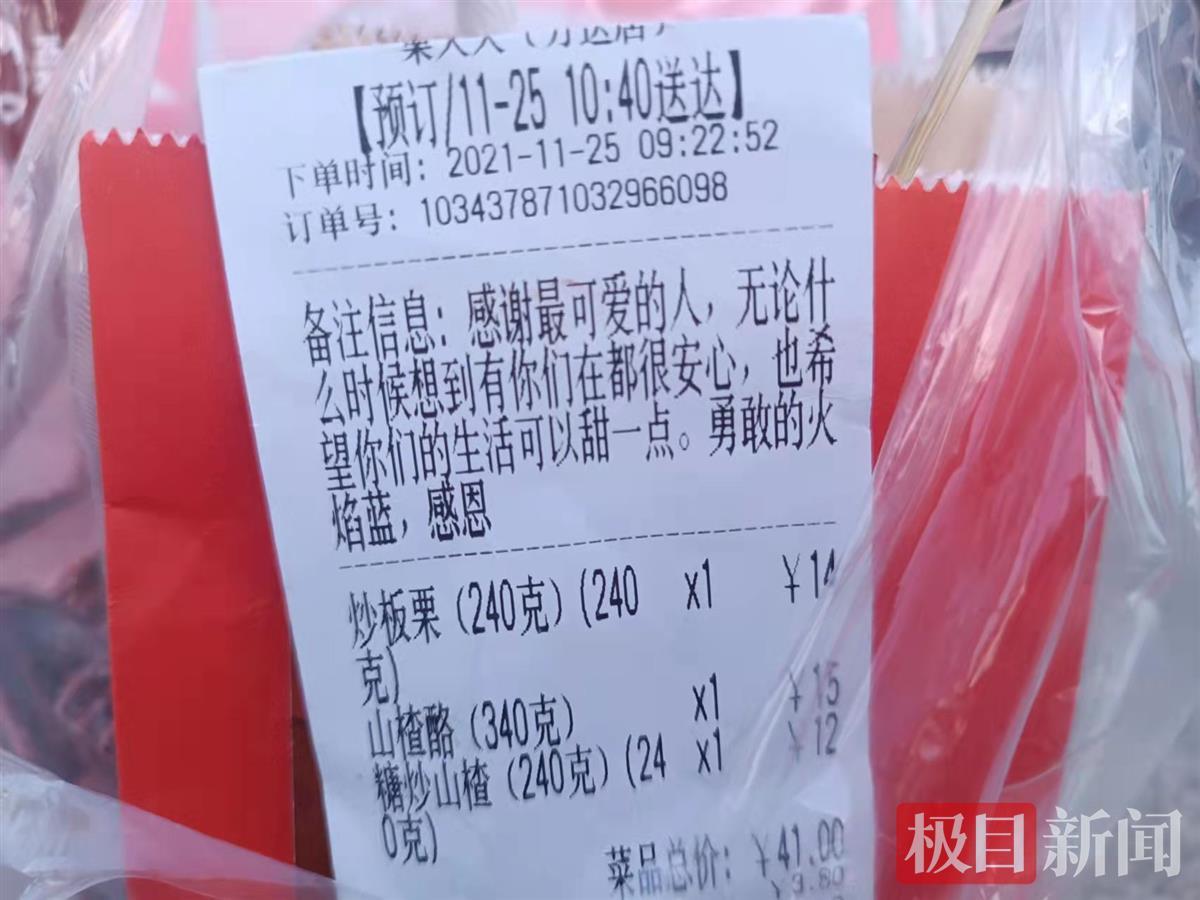 【预订/11-25 10:40送达】
下单时间: 2021-11-25 09:22:52
订单号: 103437871032966098
备注信息: 感谢最可爱的人, 无论什
么时候想到有你们在都很安心, 也希
望你们的生活可以甜一点。勇敢的火
焰蓝, 感恩
炒板栗 (240克) (240 x1 ¥14
克)
山楂酪 (340克) x1 ¥15
糖炒山楂 (240克) (24 x1 ¥12
0克)
菜品总价: ¥41.00
¥3.80
极目新闻